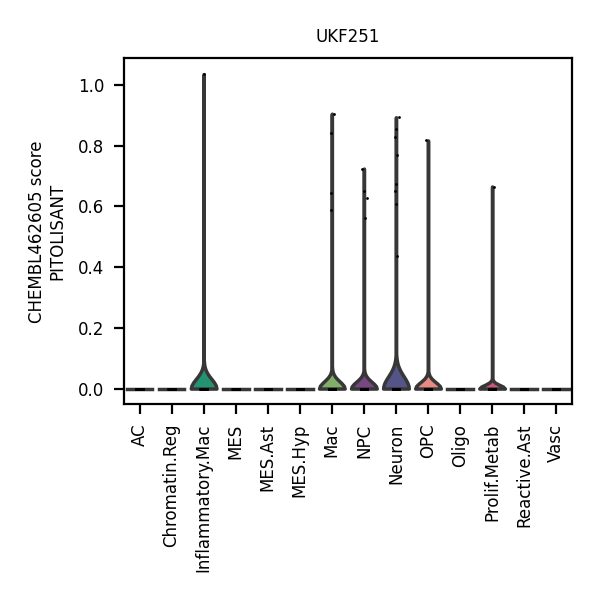 UKF251
CHEMBL462605 score
PITOLISANT
1.0
0.8
0.6
0.4
0.2
0.0
AC
Chromatin.Reg
Inflammatory.Mac
MES
MES.Ast
MES.Hyp
Mac
NPC
Neuron
OPC
Oligo
Prolif.Metab
Reactive.Ast
Vasc